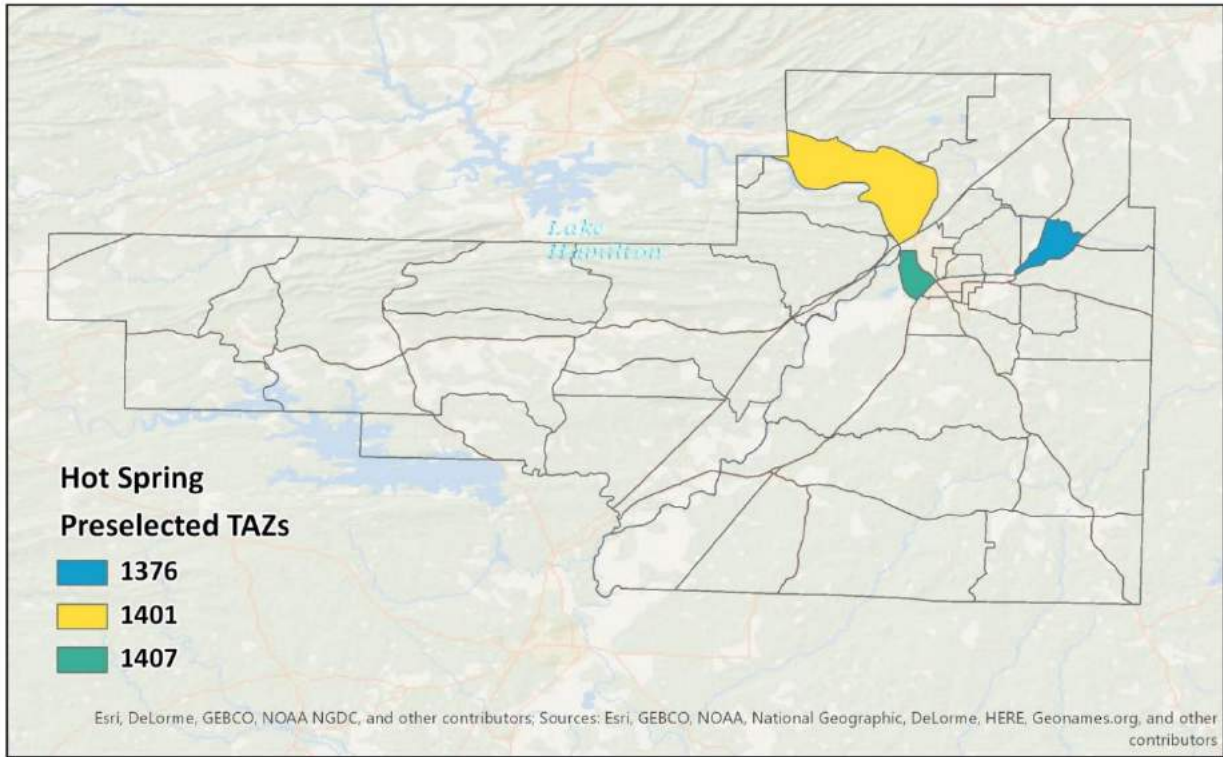 Lake
Hamilton
Hot Spring
Preselected TAZs
1376
1401
1407
Esri, DeLorme, GEBCO, NOAA NGDC, and other contributors; Sources: Esri, GEBCO, NOAA, National Geographic, DeLorme, HERE, Geonames.org, and other
contributors